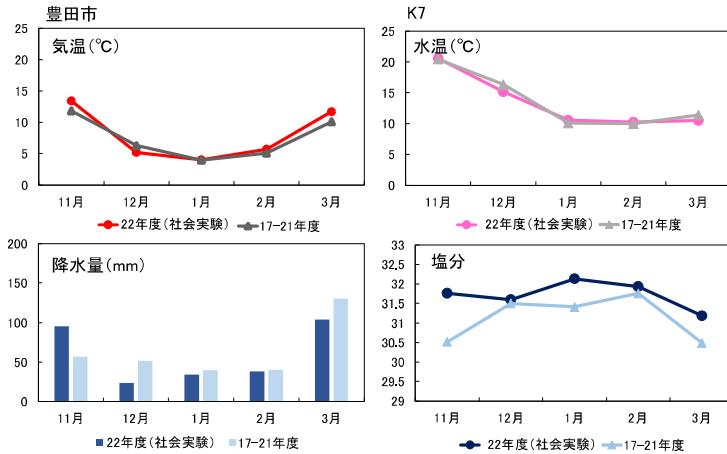 豊田市
気温(℃)
25
20
15
10
5
0
11月 12月 1月 2月 3月
22年度(社会実験) 17-21年度
K7
水温(℃)
25
20
15
10
5
0
11月 12月 1月 2月 3月
22年度(社会実験) 17-21年度
降水量(mm)
200
150
100
50
0
11月 12月 1月 2月 3月
22年度(社会実験) 17-21年度
塩分
33
32.5
32
31.5
31
30.5
30
29.5
29
11月 12月 1月 2月 3月
22年度(社会実験) 17-21年度